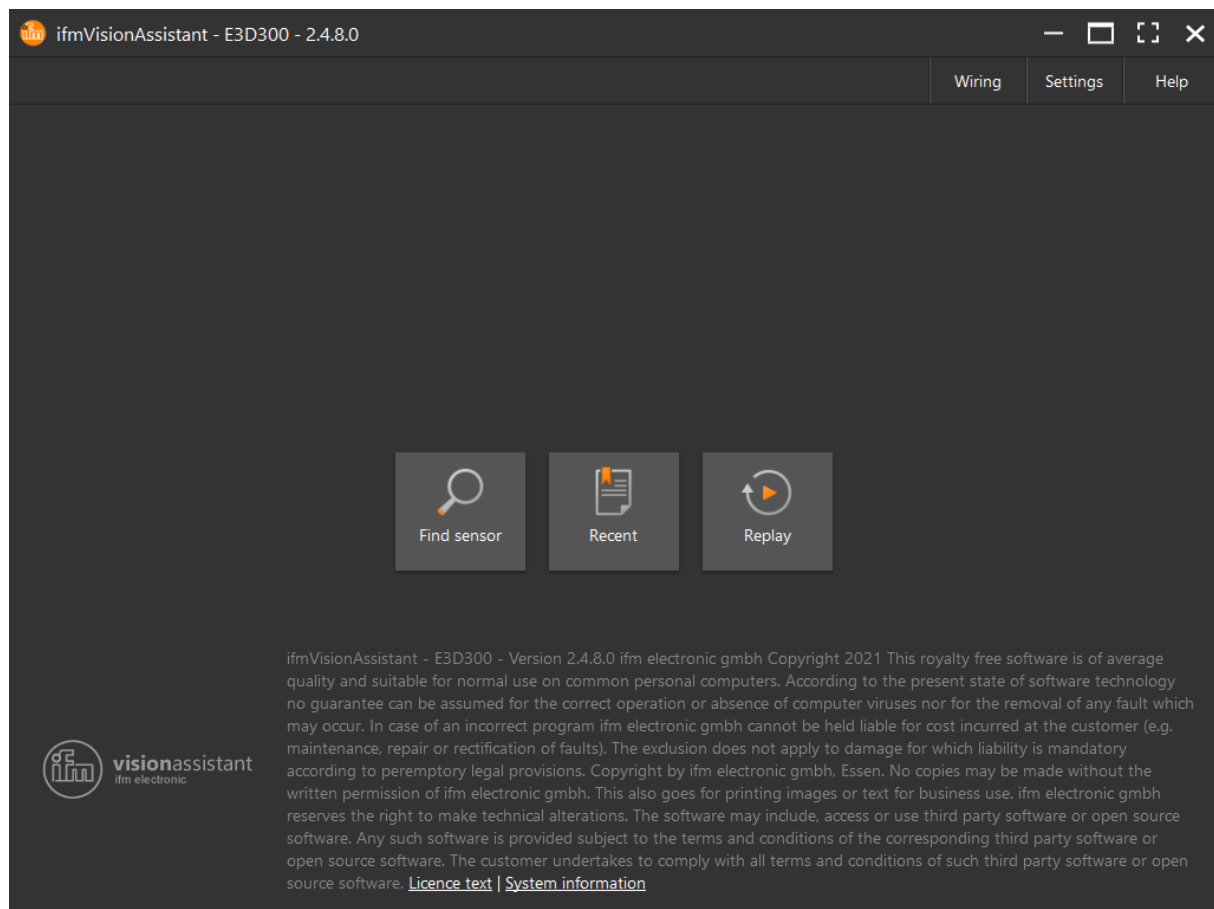 ifm ifmVisionAssistant - E3D300 - 2.4.8.0
Wiring Settings Help
Find sensor Recent Replay
ifmVisionAssistant - E3D300 - Version 2.4.8.0 ifm electronic gmbh Copyright 2021 This royalty free software is of average
quality and suitable for normal use on common personal computers. According to the present state of software technology
no guarantee can be assumed for the correct operation or absence of computer viruses nor for the removal of any fault which
may occur. In case of an incorrect program ifm electronic gmbh cannot be held liable for cost incurred at the customer (e.g.
maintenance, repair or rectification of faults). The exclusion does not apply to damage for which liability is mandatory
according to peremptory legal provisions. Copyright by ifm electronic gmbh, Essen. No copies may be made without the
written permission of ifm electronic gmbh. This also goes for printing images or text for business use. ifm electronic gmbh
reserves the right to make technical alterations. The software may include, access or use third party software or open source
software. Any such software is provided subject to the terms and conditions of the corresponding third party software or
open source software. The customer undertakes to comply with all terms and conditions of such third party software or open
source software. Licence text | System information
ifm visionassistant
ifm electronic